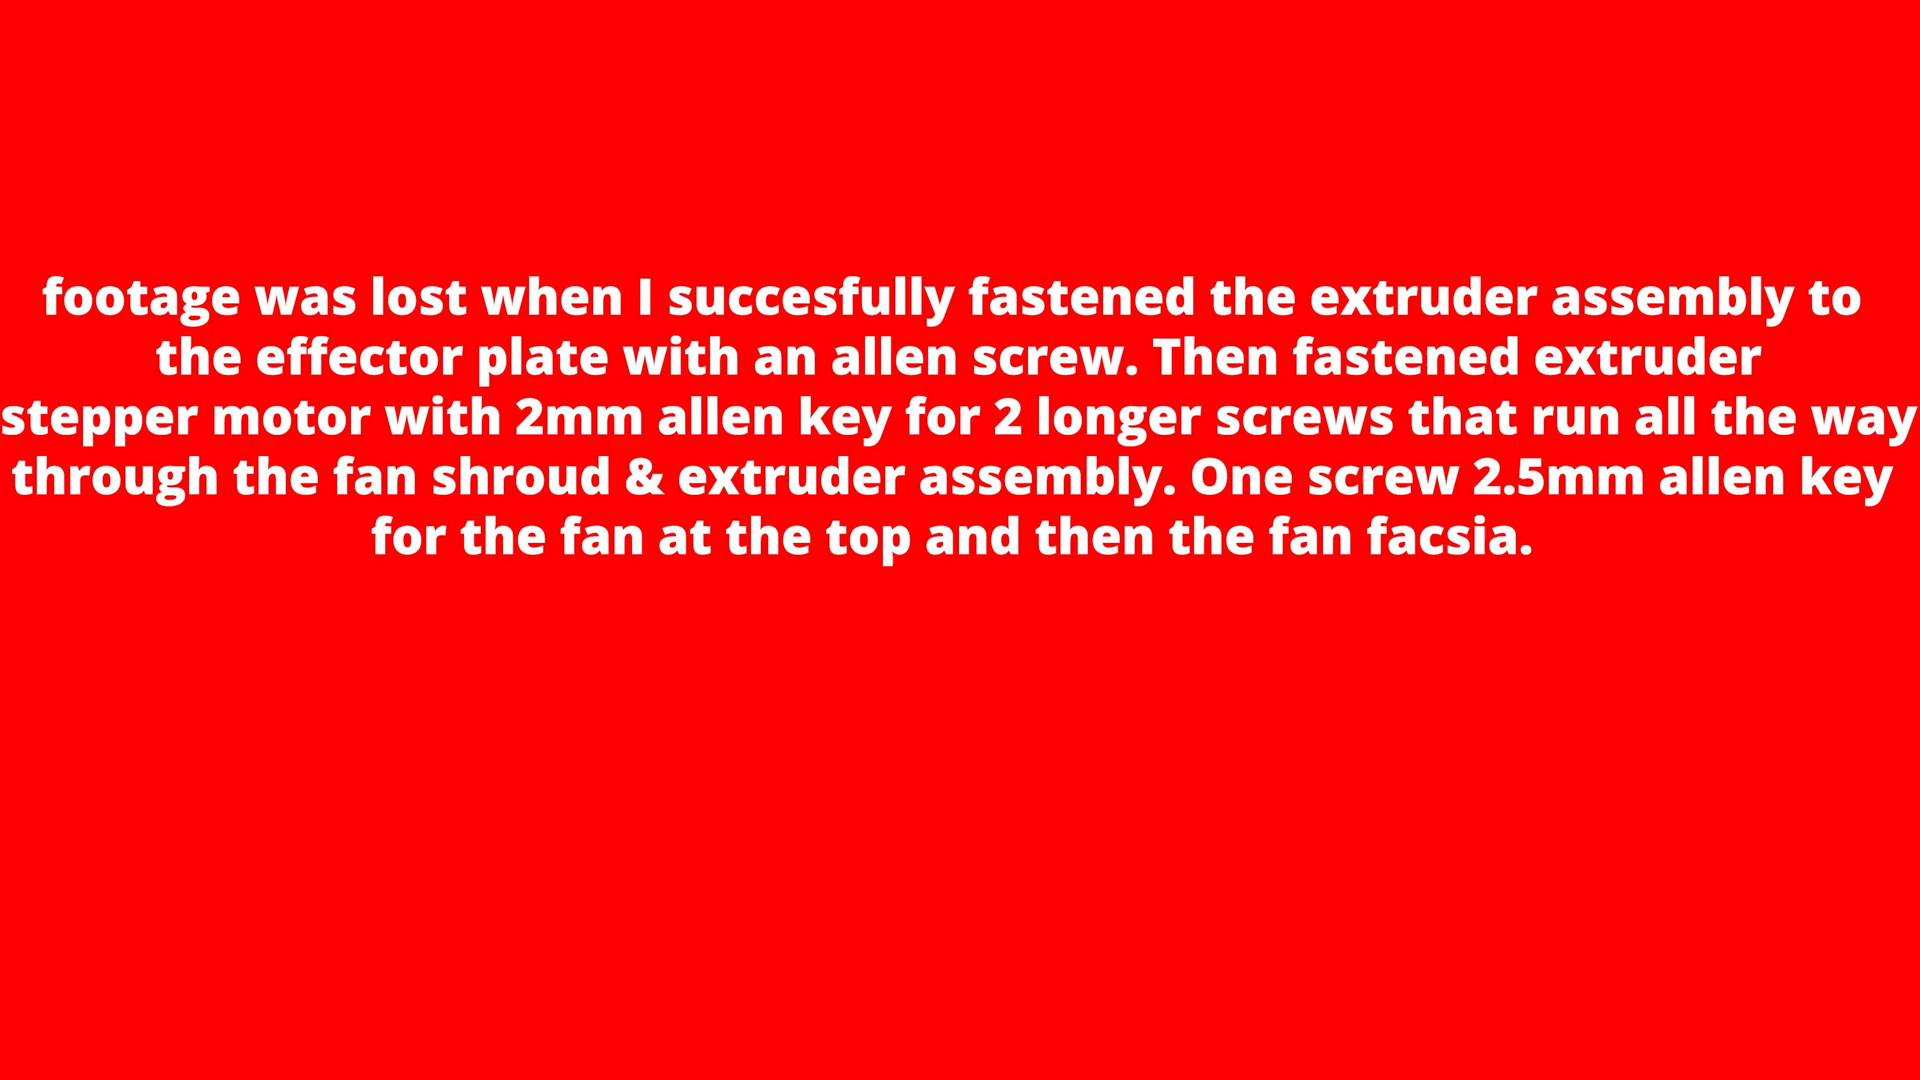 footage was lost when I succesfully fastened the extruder assembly to
the effector plate with an allen screw. Then fastened extruder
stepper motor with 2mm allen key for 2 longer screws that run all the way
through the fan shroud & extruder assembly. One screw 2.5mm allen key
for the fan at the top and then the fan facsia.